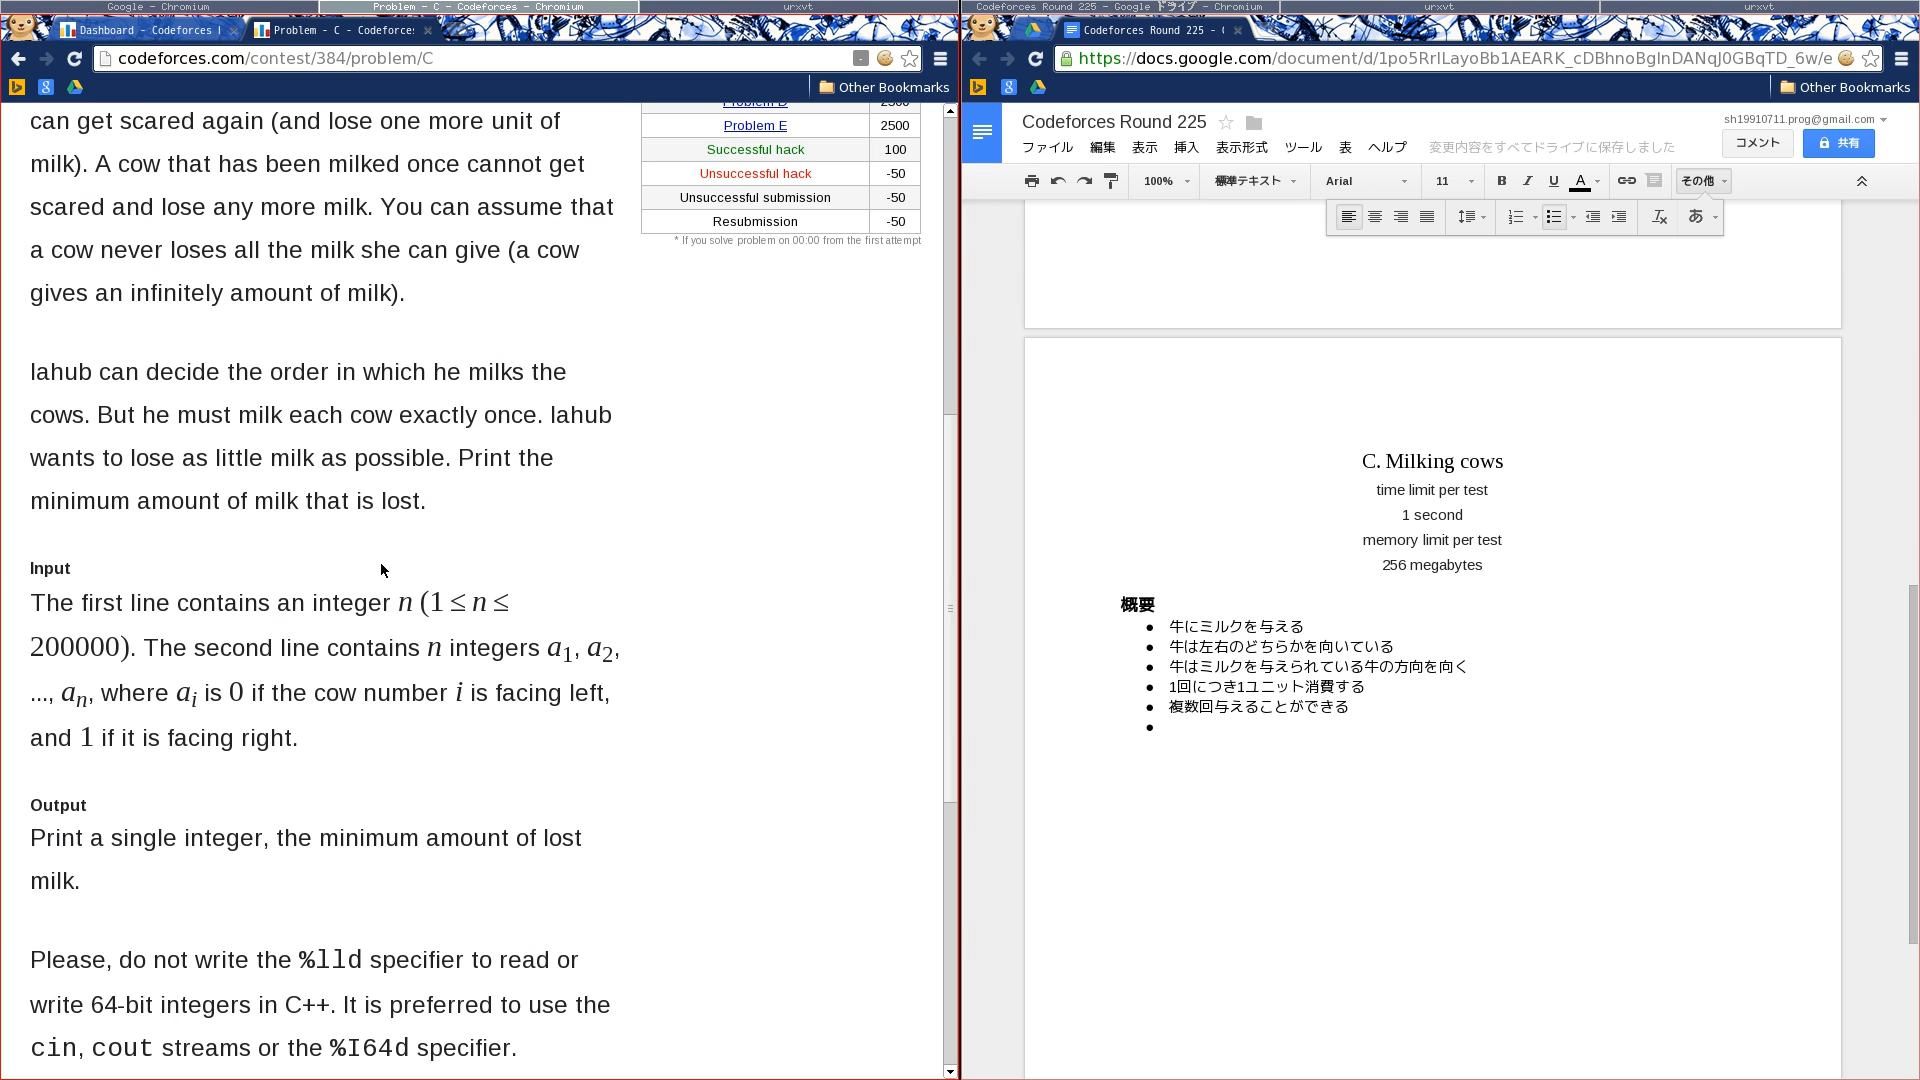 Google - Chromium
Problem - C - Codeforces - Chromium
urxvt
Codeforces Round 225 - Google ドライブ - Chromium
urxvt
urxvt
Dashboard - Codeforces
Problem - C - Codeforces
codeforces.com/contest/384/problem/C
Other Bookmarks
can get scared again (and lose one more unit of
milk). A cow that has been milked once cannot get
scared and lose any more milk. You can assume that
a cow never loses all the milk she can give (a cow
gives an infinitely amount of milk).
Iahub can decide the order in which he milks the
cows. But he must milk each cow exactly once. Iahub
wants to lose as little milk as possible. Print the
minimum amount of milk that is lost.
Input
The first line contains an integer n (1 ≤ n ≤
200000). The second line contains n integers a1, a2,
..., an, where ai is 0 if the cow number i is facing left,
and 1 if it is facing right.
Output
Print a single integer, the minimum amount of lost
milk.
Please, do not write the %lld specifier to read or
write 64-bit integers in C++. It is preferred to use the
cin, cout streams or the %I64d specifier.
Problem D 2500
Problem E 2500
Successful hack 100
Unsuccessful hack -50
Unsuccessful submission -50
Resubmission -50
* If you solve problem on 00:00 from the first attempt
Codeforces Round 225 -
https://docs.google.com/document/d/1po5RrlLayoBb1AEARK_cDBhnoBglnDANqJ0GBqTD_6w/e
Other Bookmarks
Codeforces Round 225
sh19910711.prog@gmail.com
ファイル 編集 表示 挿入 表示形式 ツール 表 ヘルプ 変更内容をすべてドライブに保存しました
コメント
共有
100% 標準テキスト Arial 11 B I U A その他
あ
C. Milking cows
time limit per test
1 second
memory limit per test
256 megabytes
概要
● 牛にミルクを与える
● 牛は左右のどちらかを向いている
● 牛はミルクを与えられている牛の方向を向く
● 1回につき1ユニット消費する
● 複数回与えることができる
●